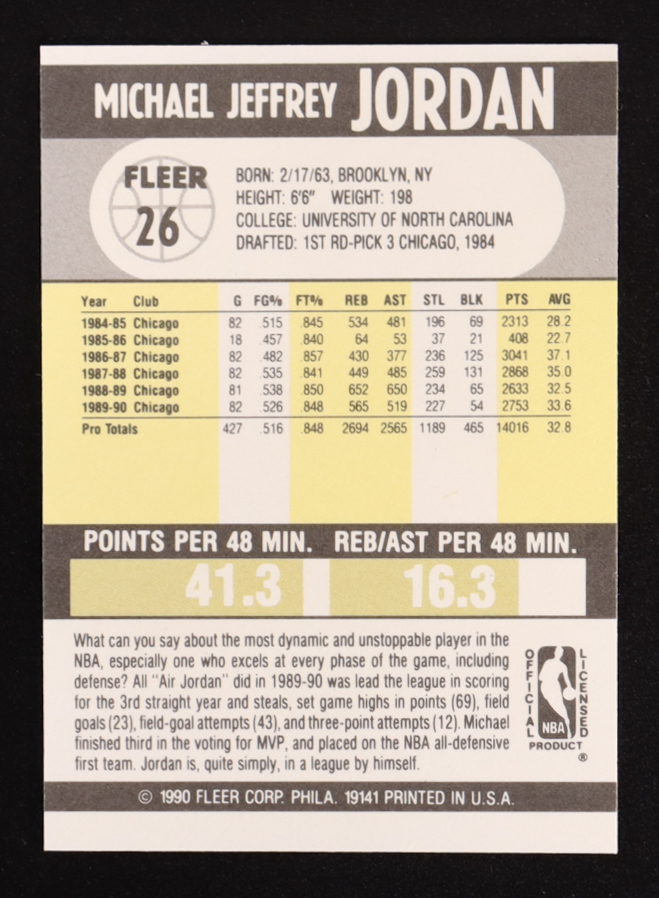 MICHAEL JEFFREY JORDAN
FLEER
26
BORN: 2/17/63, BROOKLYN, NY
HEIGHT: 6'6" WEIGHT: 198
COLLEGE: UNIVERSITY OF NORTH CAROLINA
DRAFTED: 1ST RD-PICK 3 CHICAGO, 1984
Year Club G FG% FT% REB AST STL BLK PTS AVG
1984-85 Chicago 82 .515 .845 534 481 196 69 2313 28.2
1985-86 Chicago 18 .457 .840 64 53 37 21 408 22.7
1986-87 Chicago 82 .482 .857 430 377 236 125 3041 37.1
1987-88 Chicago 82 .535 .841 449 485 259 131 2868 35.0
1988-89 Chicago 81 .538 .850 652 650 234 65 2633 32.5
1989-90 Chicago 82 .526 .848 565 519 227 54 2753 33.6
Pro Totals 427 .516 .848 2694 2565 1189 465 14016 32.8
POINTS PER 48 MIN. REB/AST PER 48 MIN.
41.3 16.3
What can you say about the most dynamic and unstoppable player in the
NBA, especially one who excels at every phase of the game, including
defense? All "Air Jordan" did in 1989-90 was lead the league in scoring
for the 3rd straight year and steals, set game highs in points (69), field
goals (23), field-goal attempts (43), and three-point attempts (12). Michael
finished third in the voting for MVP, and placed on the NBA all-defensive
first team. Jordan is, quite simply, in a league by himself.
OFFICIAL
NBA
LICENSED
PRODUCT
®
© 1990 FLEER CORP. PHILA. 19141 PRINTED IN U.S.A.